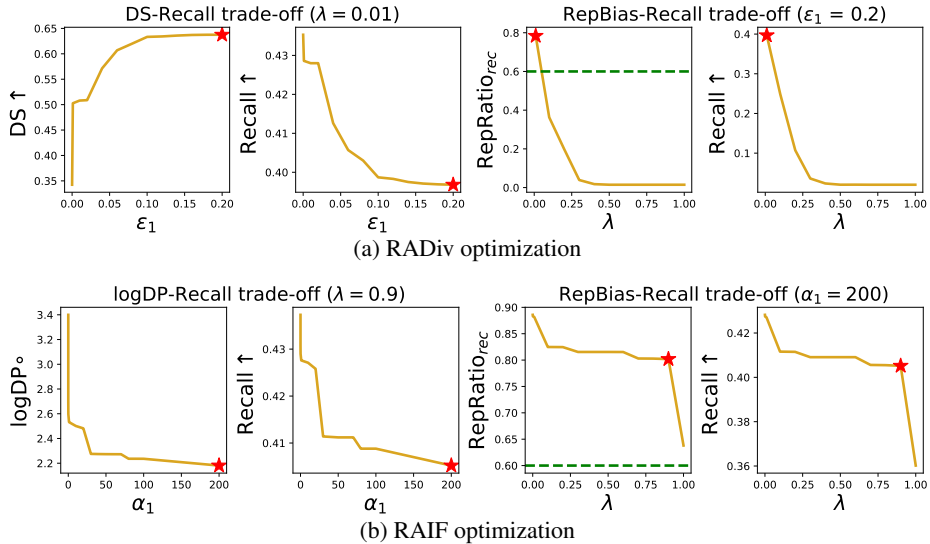 DS-Recall trade-off (λ = 0.01)
RepBias-Recall trade-off (ε₁ = 0.2)
DS ↑
0.65
0.60
0.55
0.50
0.45
0.40
0.35
0.00 0.05 0.10 0.15 0.20
ε₁
Recall ↑
0.43
0.42
0.41
0.40
0.00 0.05 0.10 0.15 0.20
ε₁
RepRatio_rec
0.8
0.6
0.4
0.2
0.0
0.00 0.25 0.50 0.75 1.00
λ
Recall ↑
0.4
0.3
0.2
0.1
0.00 0.25 0.50 0.75 1.00
λ
(a) RADiv optimization
logDP-Recall trade-off (λ = 0.9)
RepBias-Recall trade-off (α₁ = 200)
logDP∘
3.4
3.2
3.0
2.8
2.6
2.4
2.2
0 50 100 150 200
α₁
Recall ↑
0.43
0.42
0.41
0 50 100 150 200
α₁
RepRatio_rec
0.90
0.85
0.80
0.75
0.70
0.65
0.60
0.00 0.25 0.50 0.75 1.00
λ
Recall ↑
0.42
0.40
0.38
0.36
0.00 0.25 0.50 0.75 1.00
λ
(b) RAIF optimization